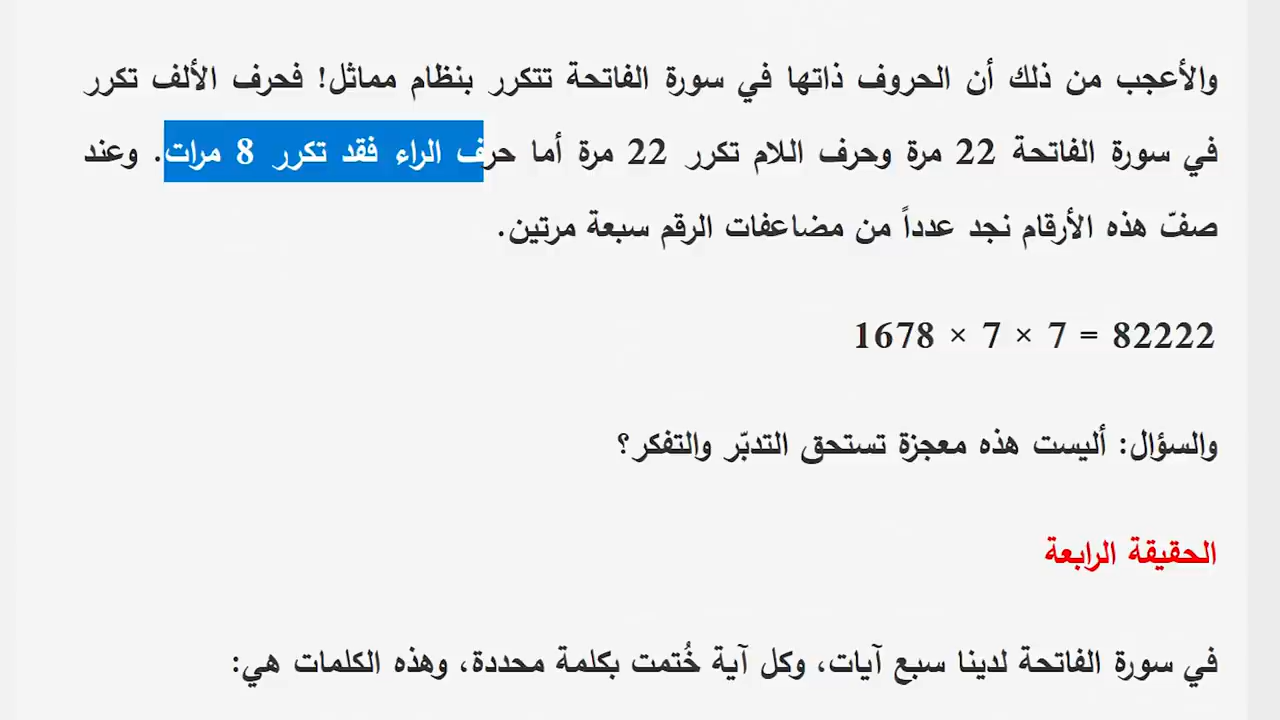 والأعجب من ذلك أن الحروف ذاتها في سورة الفاتحة تتكرر بنظام مماثل! فحرف الألف تكرر
في سورة الفاتحة 22 مرة وحرف اللام تكرر 22 مرة أما حرف الراء فقد تكرر 8 مرات. وعند
صفّ هذه الأرقام نجد عدداً من مضاعفات الرقم سبعة مرتين.
1678 × 7 × 7 = 82222
والسؤال: أليست هذه معجزة تستحق التدبّر والتفكر؟
الحقيقة الرابعة
في سورة الفاتحة لدينا سبع آيات، وكل آية خُتمت بكلمة محددة، وهذه الكلمات هي: